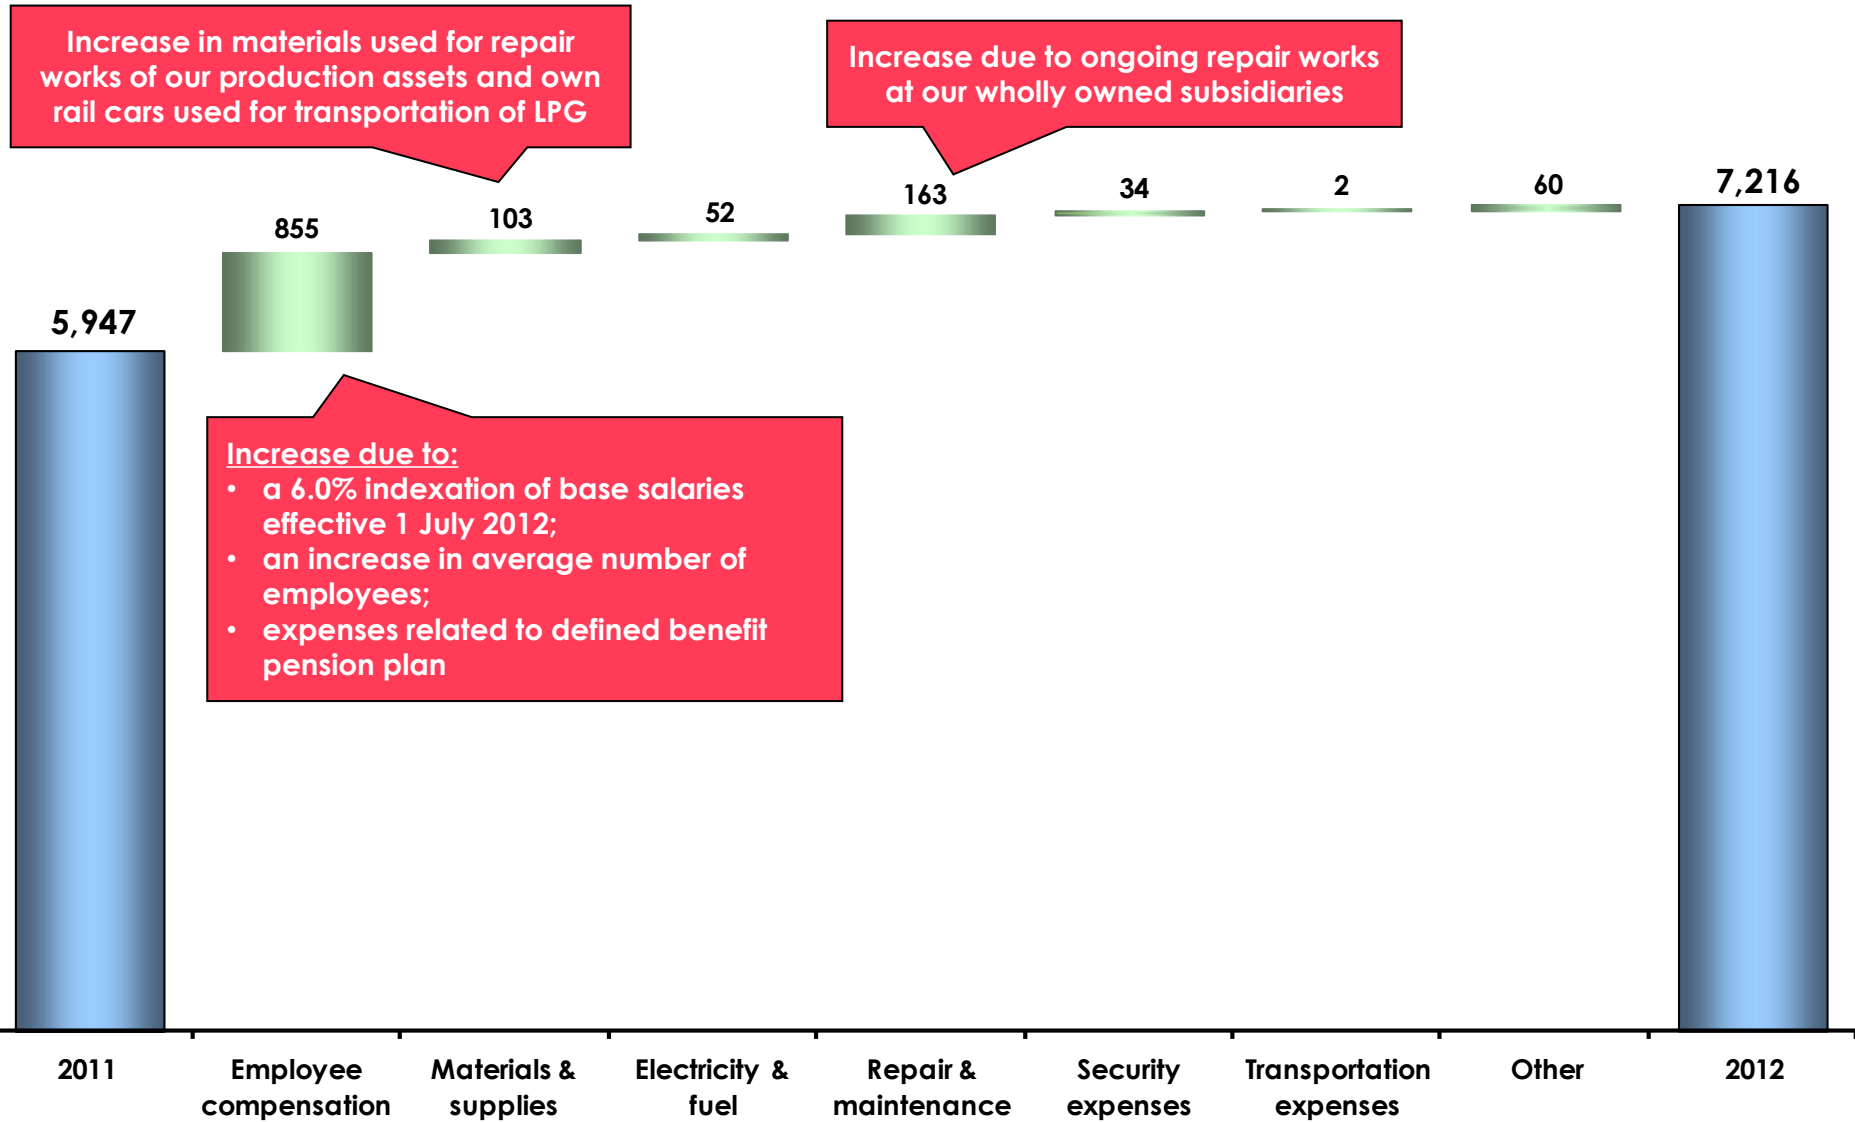 Increase in materials used for repair
works of our production assets and own
rail cars used for transportation of LPG
Increase due to ongoing repair works
at our wholly owned subsidiaries
5,947
855
103
52
163
34
2
60
7,216
Increase due to:
• a 6.0% indexation of base salaries
effective 1 July 2012;
• an increase in average number of
employees;
• expenses related to defined benefit
pension plan
2011
Employee
compensation
Materials &
supplies
Electricity &
fuel
Repair &
maintenance
Security
expenses
Transportation
expenses
Other
2012